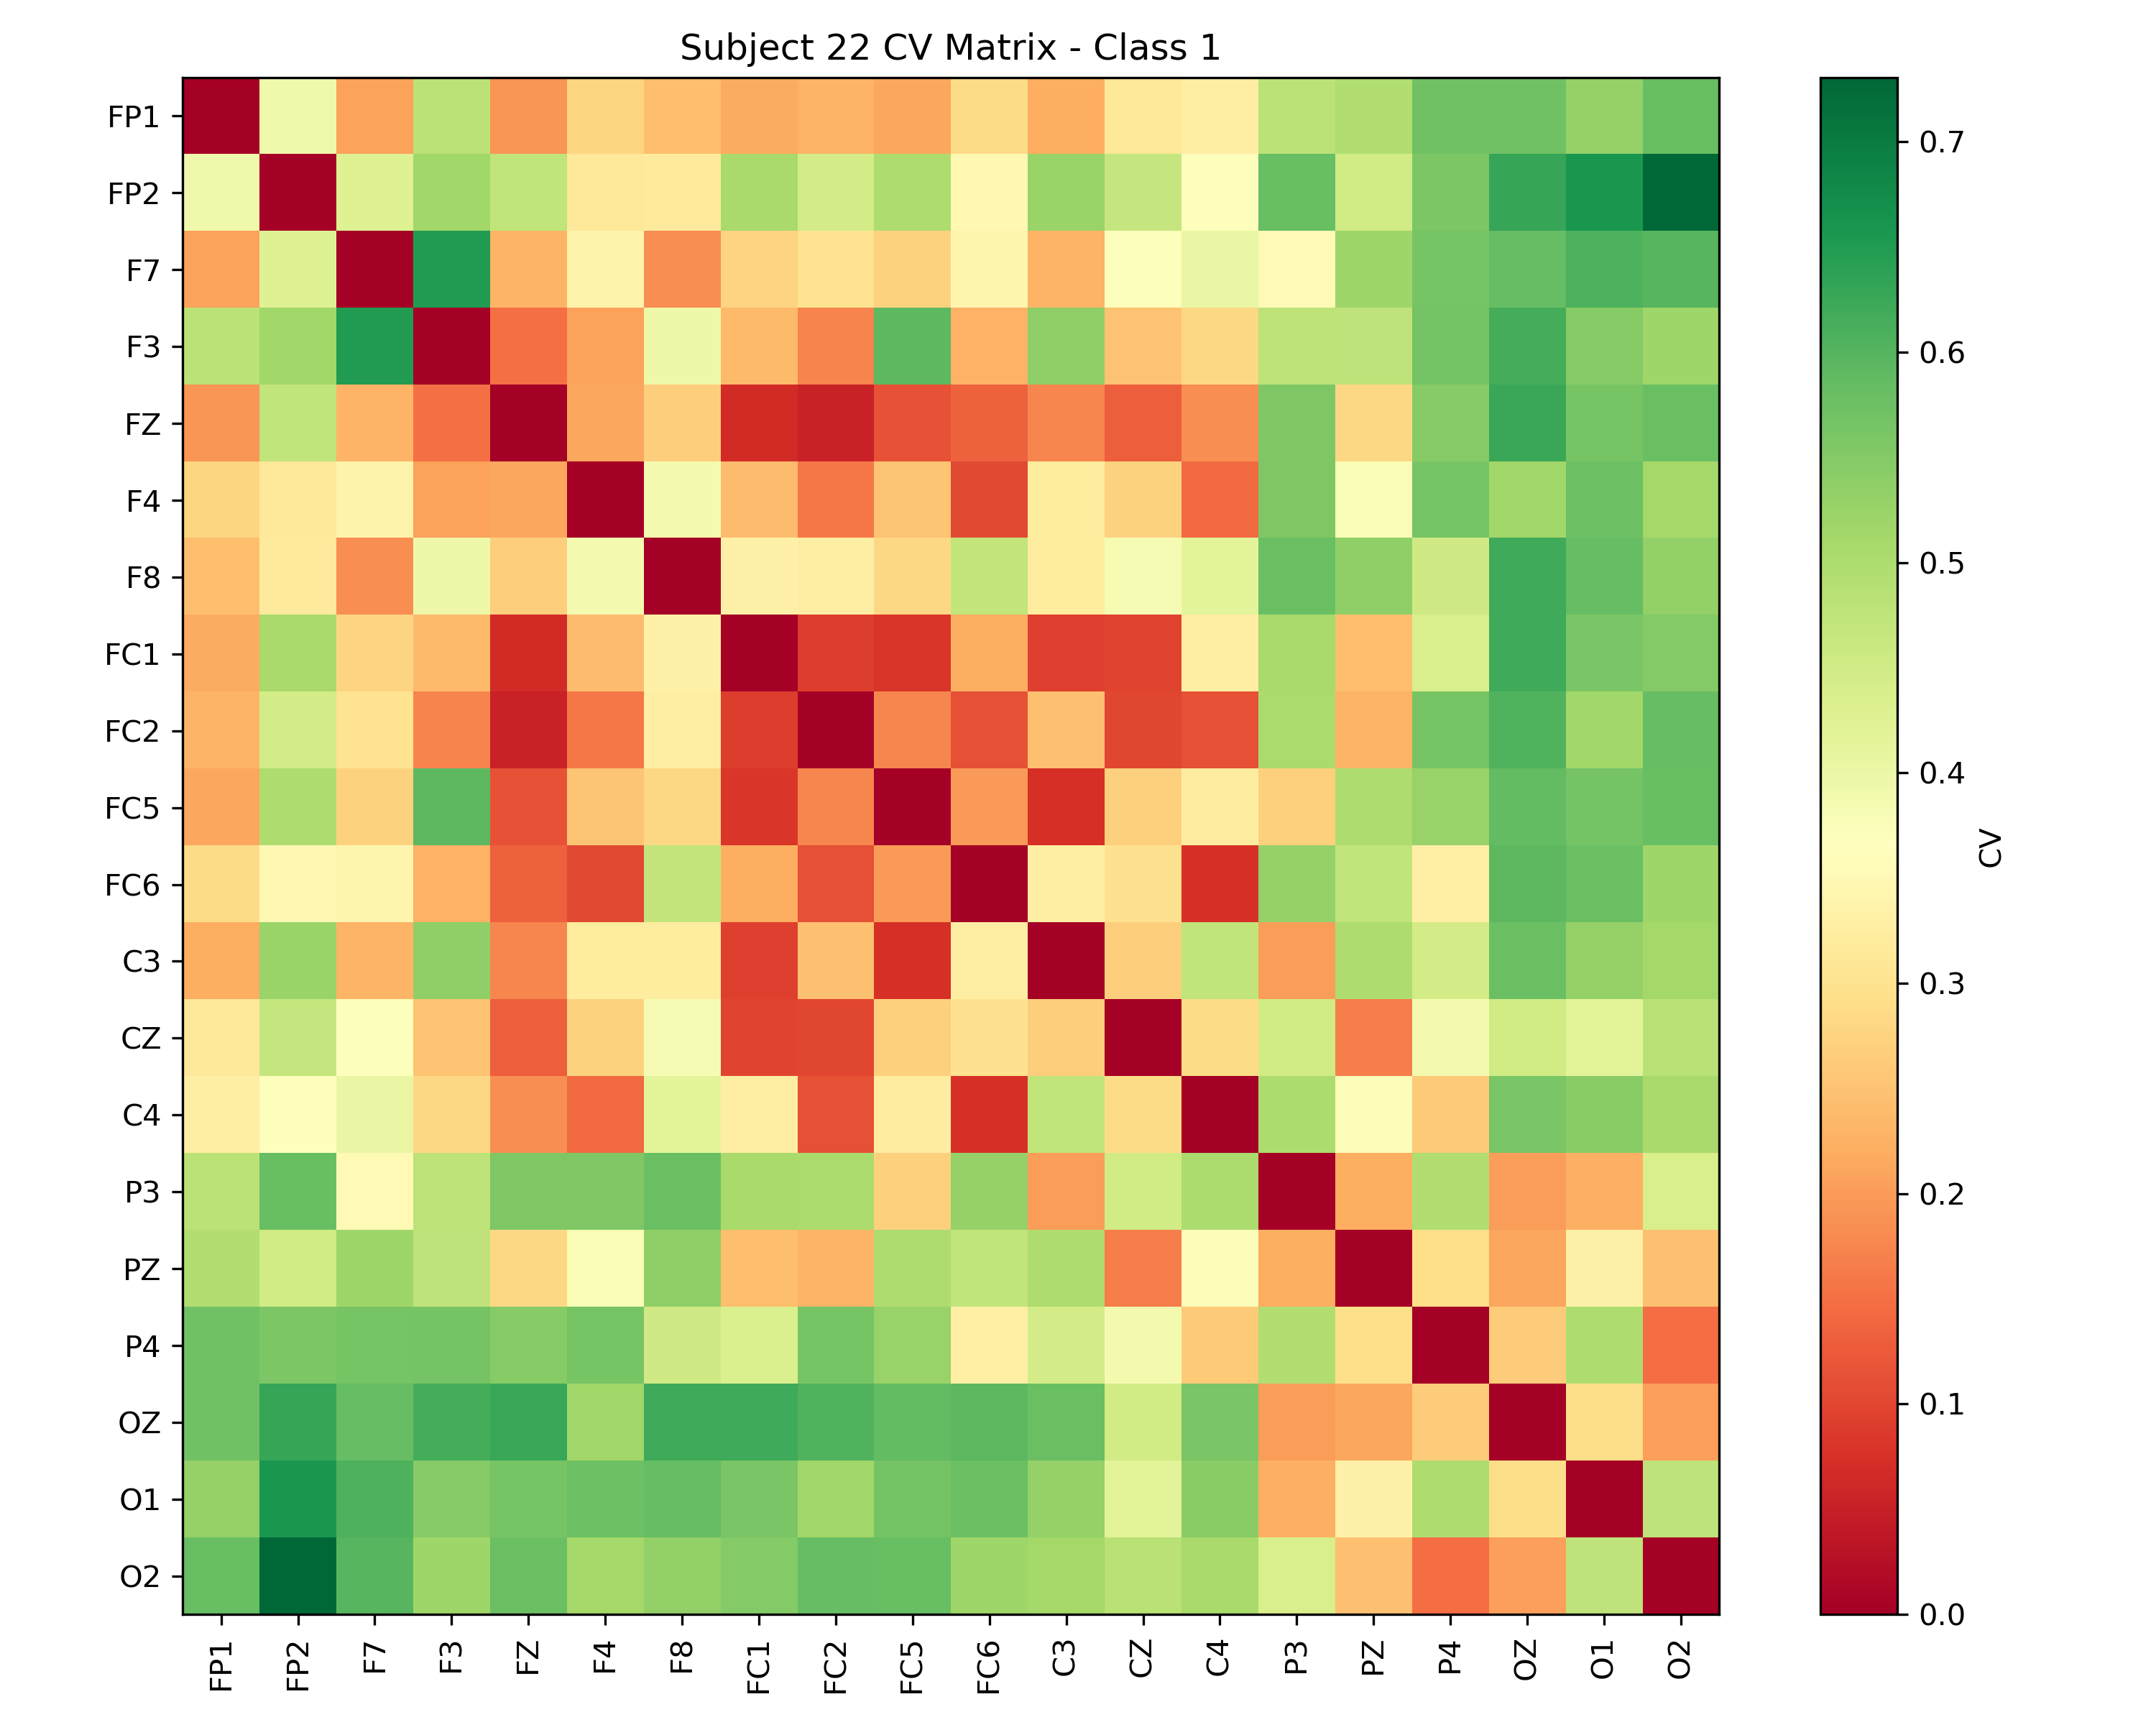 Subject 22 CV Matrix - Class 1
FP1
FP2
F7
F3
FZ
F4
F8
FC1
FC2
FC5
FC6
C3
CZ
C4
P3
PZ
P4
OZ
O1
O2
FP1
FP2
F7
F3
FZ
F4
F8
FC1
FC2
FC5
FC6
C3
CZ
C4
P3
PZ
P4
OZ
O1
O2
0.7
0.6
0.5
0.4
0.3
0.2
0.1
0.0
CV